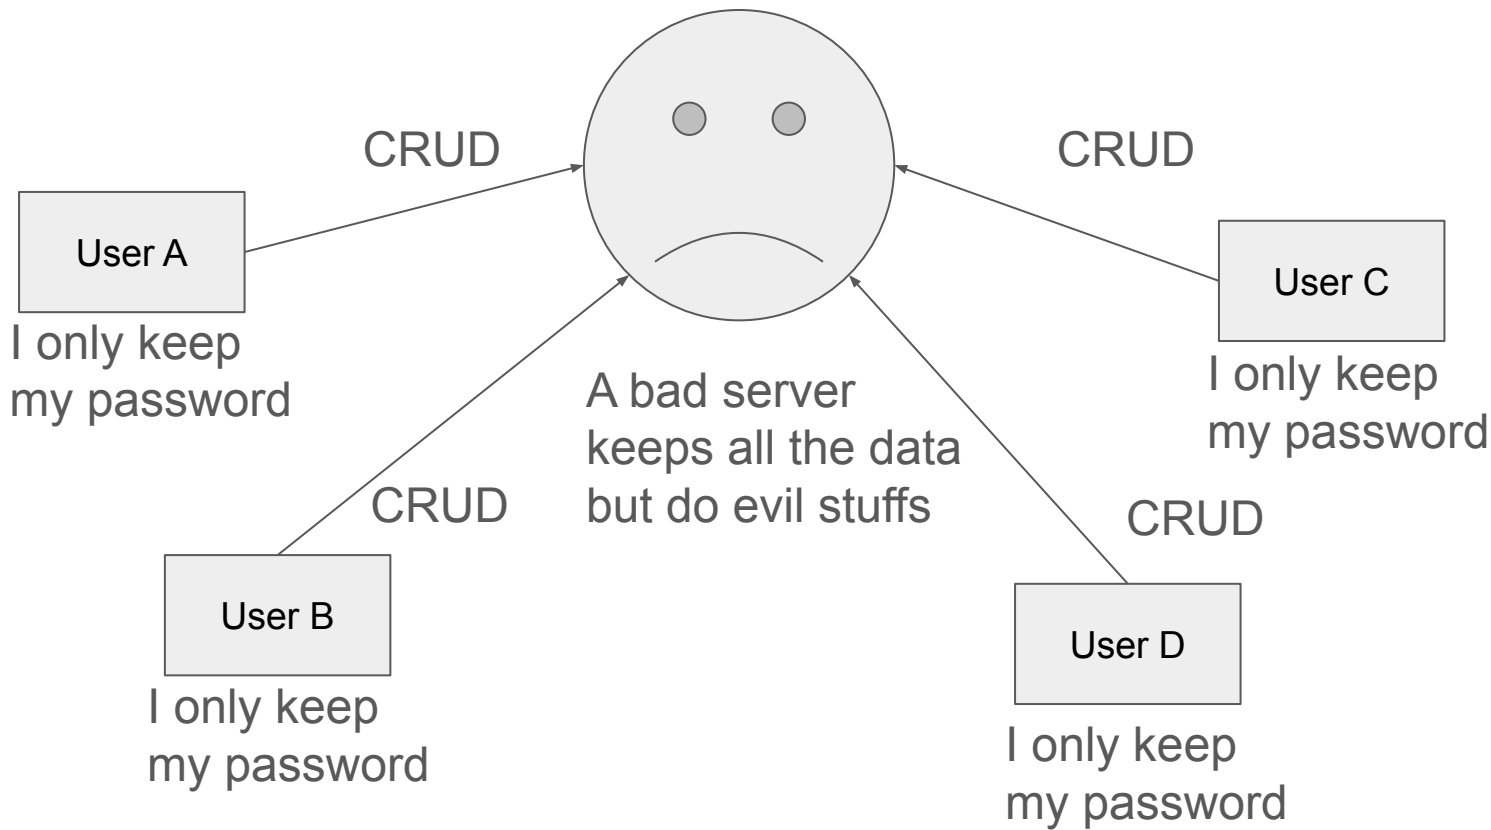 CRUD
CRUD
User A
I only keep
my password
User C
I only keep
my password
A bad server
keeps all the data
but do evil stuffs
CRUD
CRUD
User B
I only keep
my password
User D
I only keep
my password